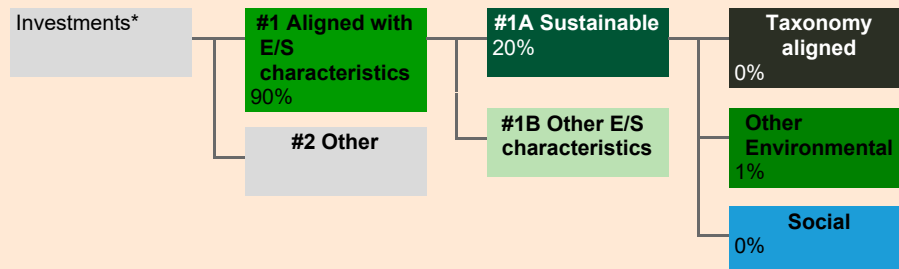 Investments*
#1 Aligned with
E/S
characteristics
90%
#2 Other
#1A Sustainable
20%
#1B Other E/S
characteristics
Taxonomy
aligned
0%
Other
Environmental
1%
Social
0%